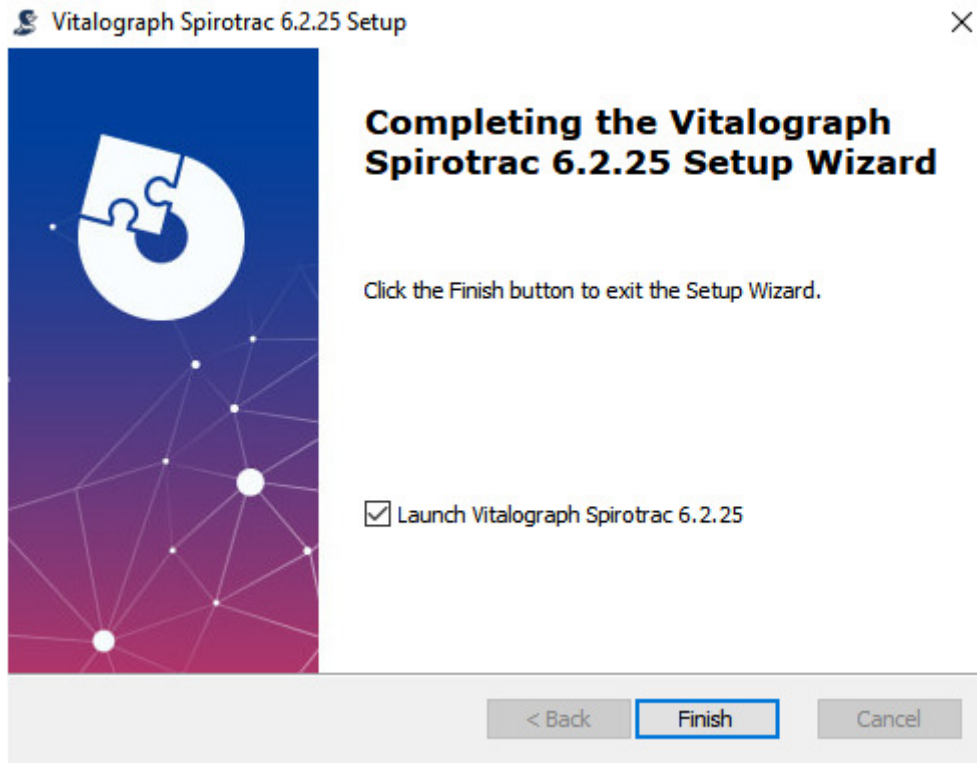 Vitalograph Spirotrac 6.2.25 Setup
Completing the Vitalograph
Spirotrac 6.2.25 Setup Wizard
Click the Finish button to exit the Setup Wizard.
Launch Vitalograph Spirotrac 6.2.25
< Back
Finish
Cancel